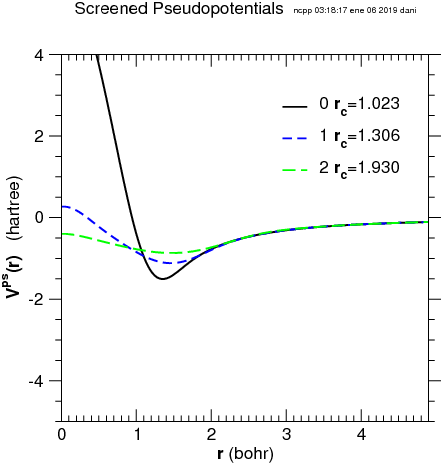 Screened Pseudopotentials ncpp 03:18:17 ene 06 2019 dani
4
2
0
-2
-4
V^ps(r) (hartree)
0 r_c=1.023
1 r_c=1.306
2 r_c=1.930
0 1 2 3 4
r (bohr)